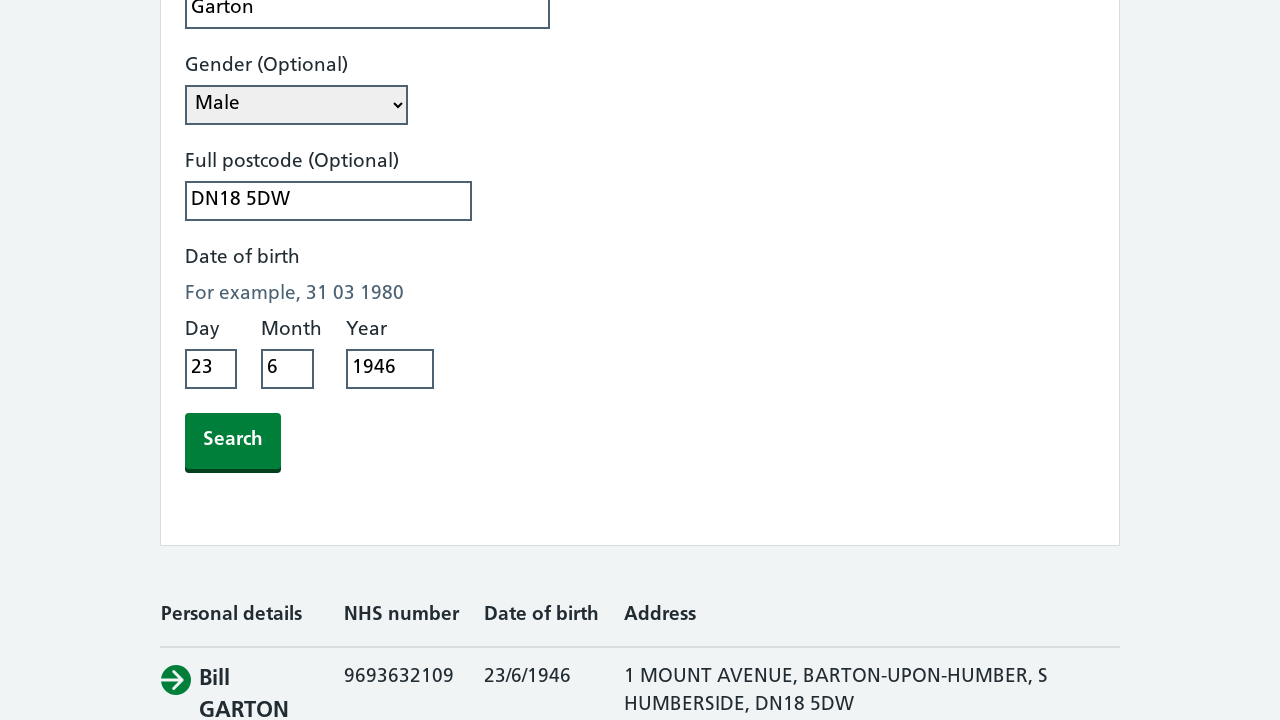 Garton
Gender (Optional)
Male
Full postcode (Optional)
DN18 5DW
Date of birth
For example, 31 03 1980
Day Month Year
23 6 1946
Search
Personal details NHS number Date of birth Address
Bill 9693632109 23/6/1946 1 MOUNT AVENUE, BARTON-UPON-HUMBER, S
GARTON HUMBERSIDE, DN18 5DW